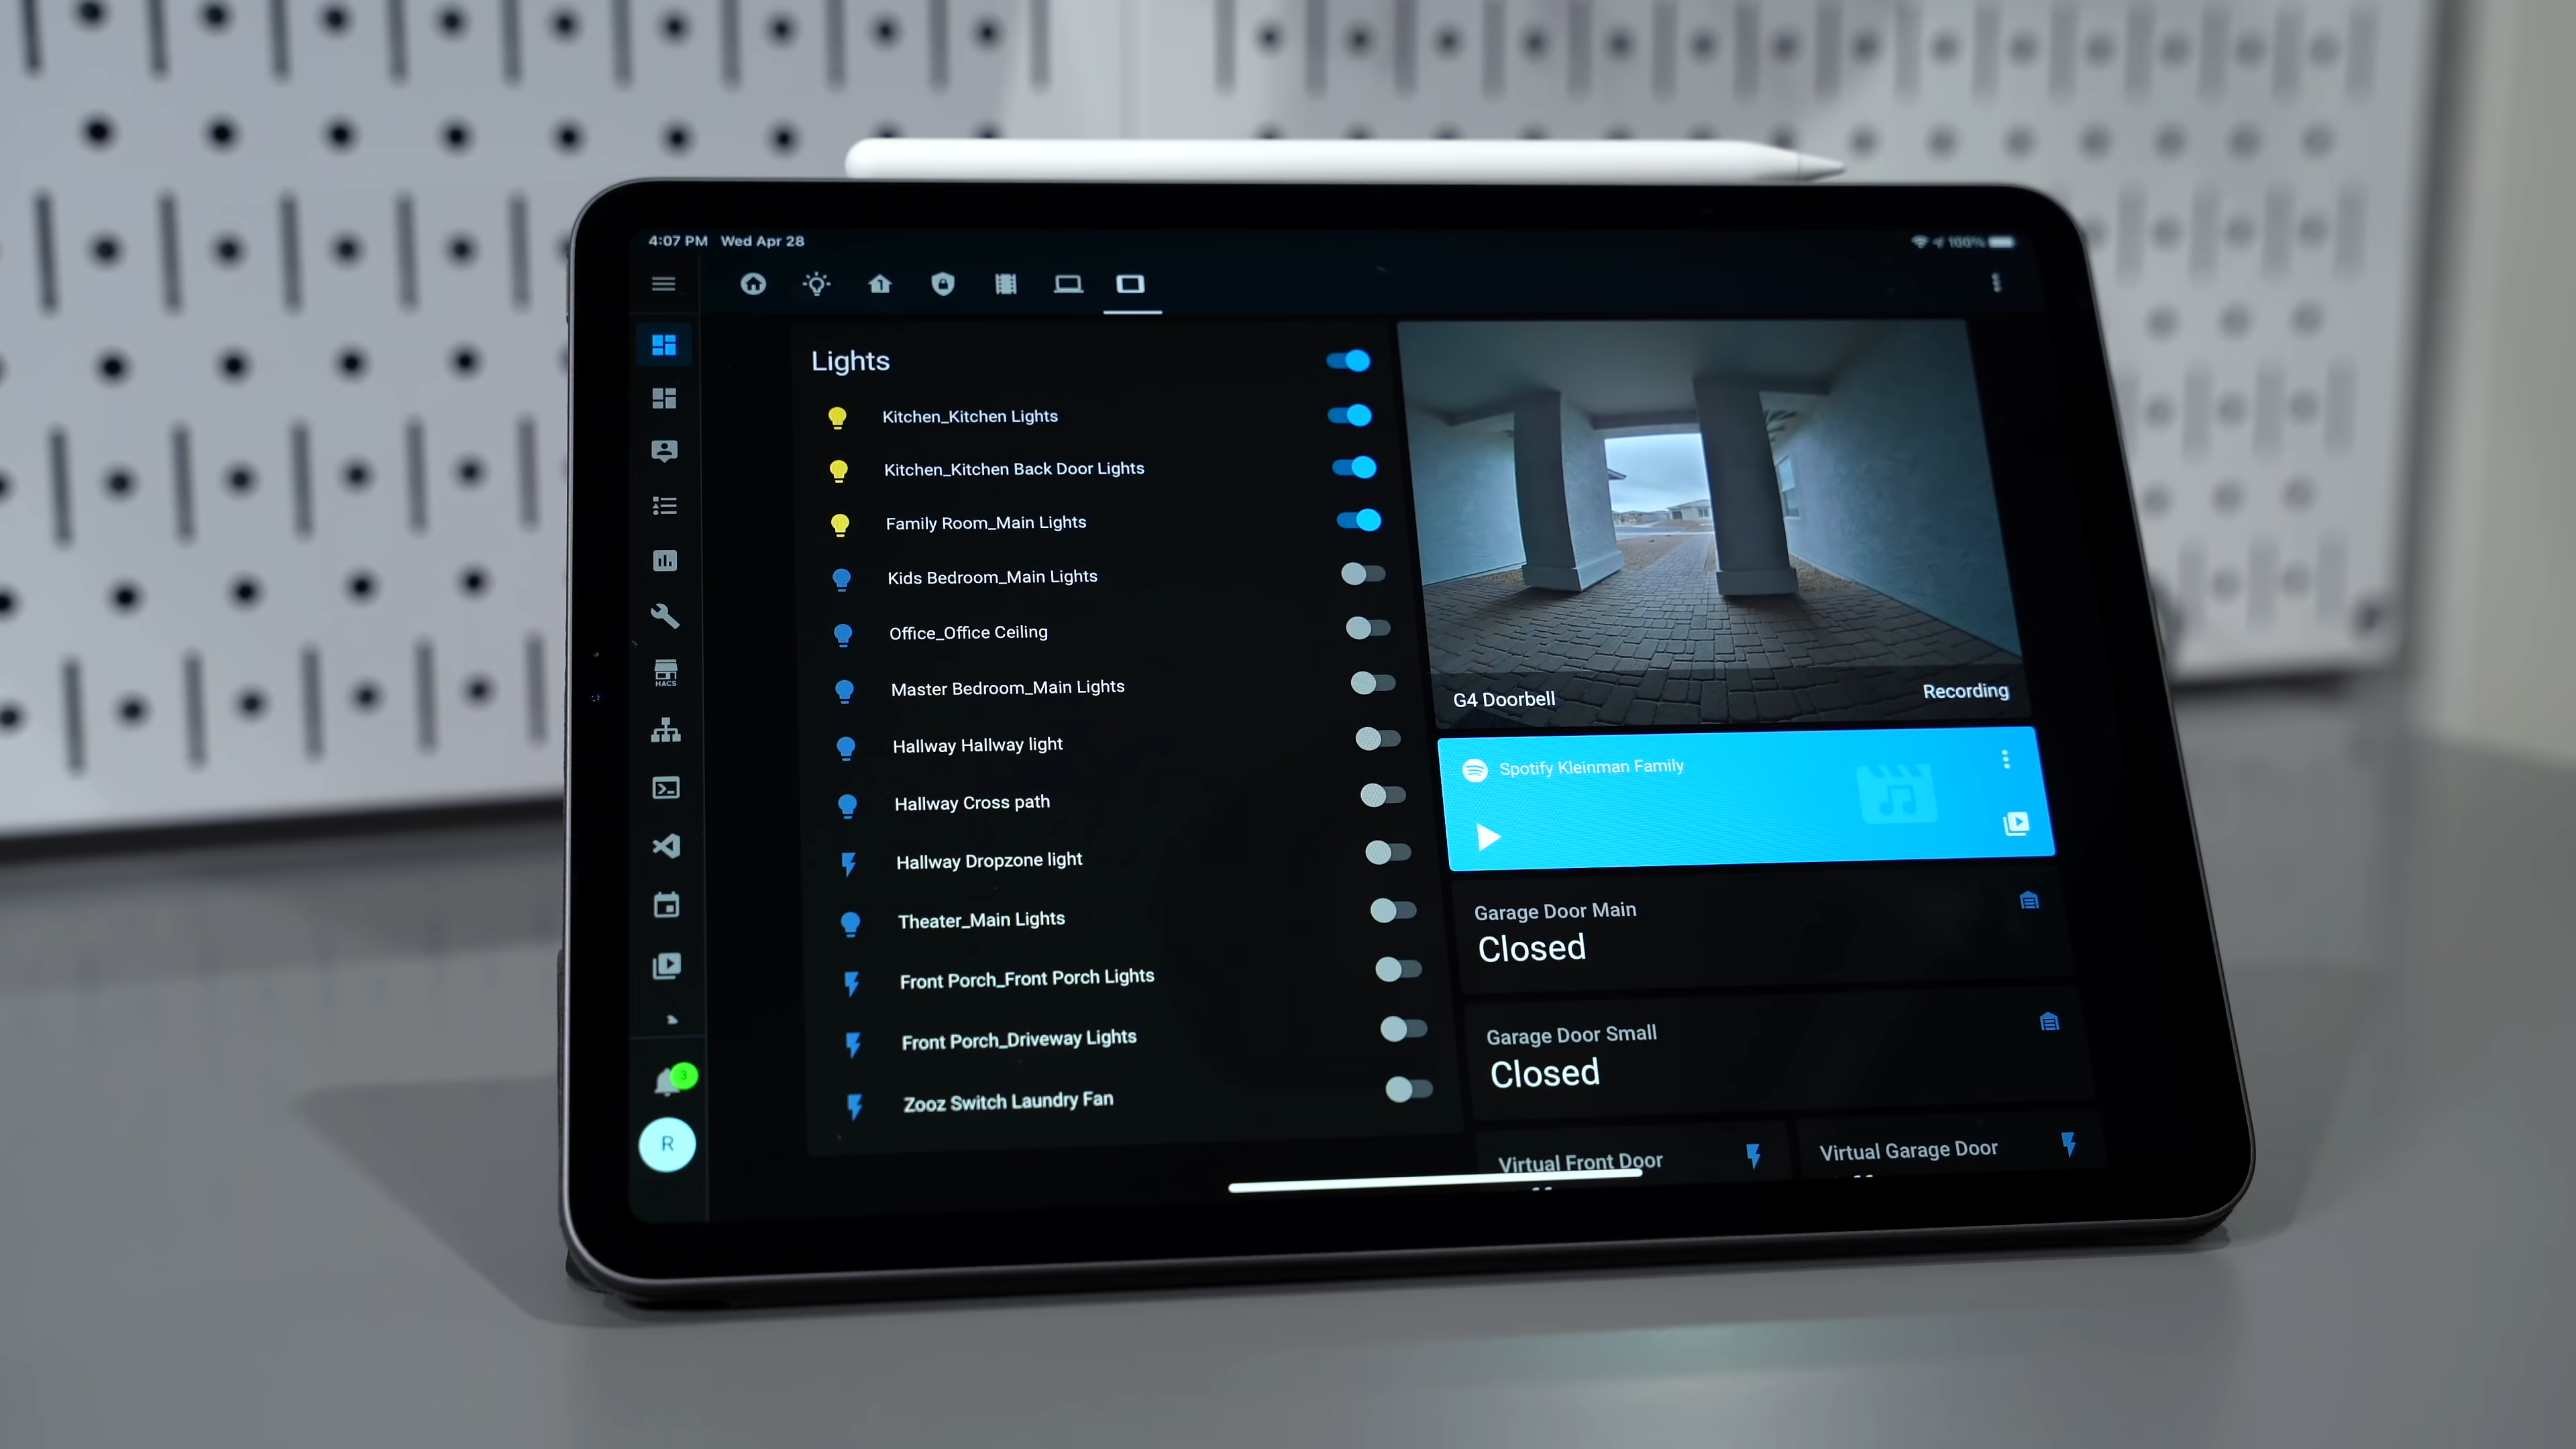 4:07 PM Wed Apr 28
100%
Lights
Kitchen_Kitchen Lights
Kitchen_Kitchen Back Door Lights
Family Room_Main Lights
Kids Bedroom_Main Lights
Office_Office Ceiling
Master Bedroom_Main Lights
Hallway Hallway light
Hallway Cross path
Hallway Dropzone light
Theater_Main Lights
Front Porch_Front Porch Lights
Front Porch_Driveway Lights
Zooz Switch Laundry Fan
HACS
3
R
G4 Doorbell
Recording
Spotify Kleinman Family
Garage Door Main
Closed
Garage Door Small
Closed
Virtual Front Door
Virtual Garage Door